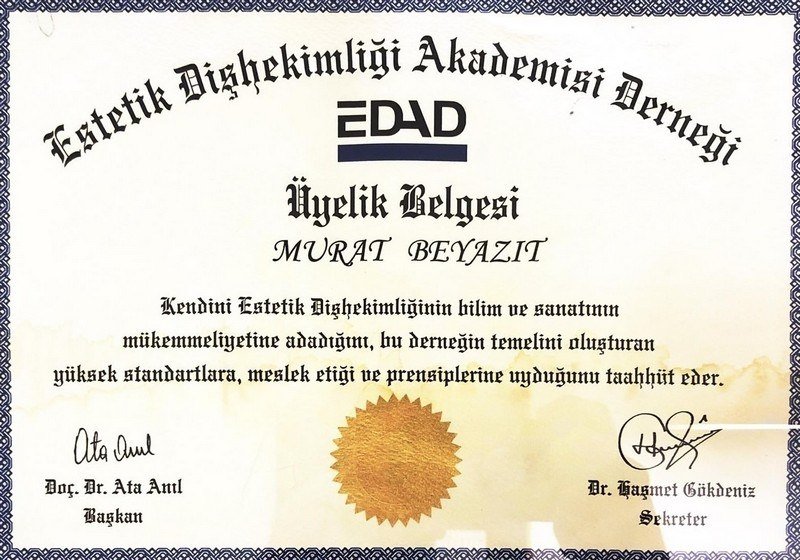 Estetik Dişhekimliği Akademisi Derneği
EDAD
Üyelik Belgesi
MURAT BEYAZIT
Kendini Estetik Dişhekimliğinin bilim ve sanatının
mükemmeliyetine adadığını, bu derneğin temelini oluşturan
yüksek standartlara, meslek etiği ve prensiplerine uyduğunu taahhüt eder.
Ata Anıl
Doç. Dr. Ata Anıl
Başkan
Dr. Haşmet Gökdeniz
Sekreter